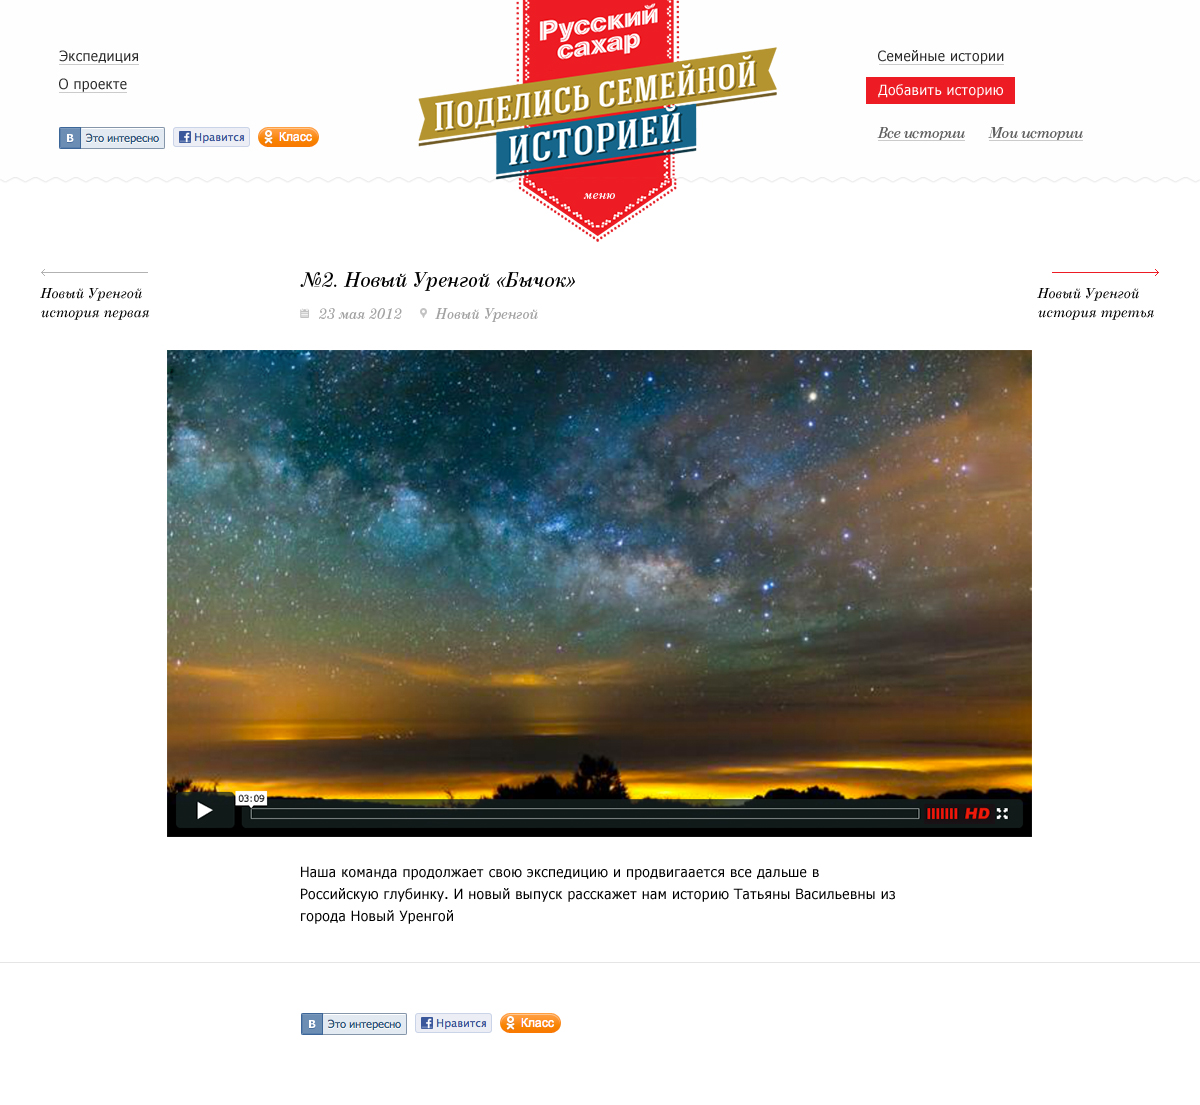 Русский
сахар
ПОДЕЛИСЬ СЕМЕЙНОЙ
ИСТОРИЕЙ
меню
Экспедиция
О проекте
В Это интересно
Нравится
Класс
Семейные истории
Добавить историю
Все истории Мои истории
Новый Уренгой
история первая
№2. Новый Уренгой «Бычок»
23 мая 2012 Новый Уренгой
Новый Уренгой
история третья
03:09
HD
Наша команда продолжает свою экспедицию и продвигаается все дальше в
Российскую глубинку. И новый выпуск расскажет нам историю Татьяны Васильевны из
города Новый Уренгой
В Это интересно
Нравится
Класс